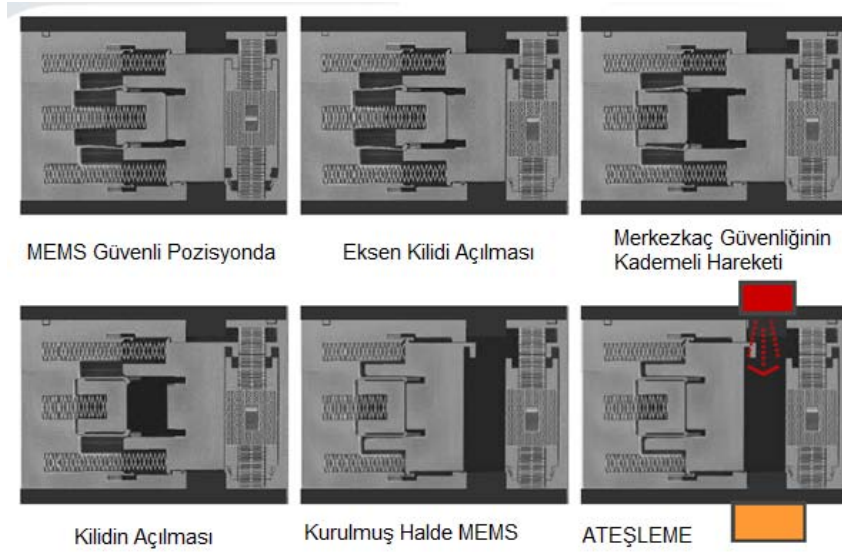 MEMS Güvenli Pozisyonda
Eksen Kilidi Açılması
Merkezkaç Güvenliğinin
Kademeli Hareketi
Kilidin Açılması
Kurulmuş Halde MEMS
ATEŞLEME